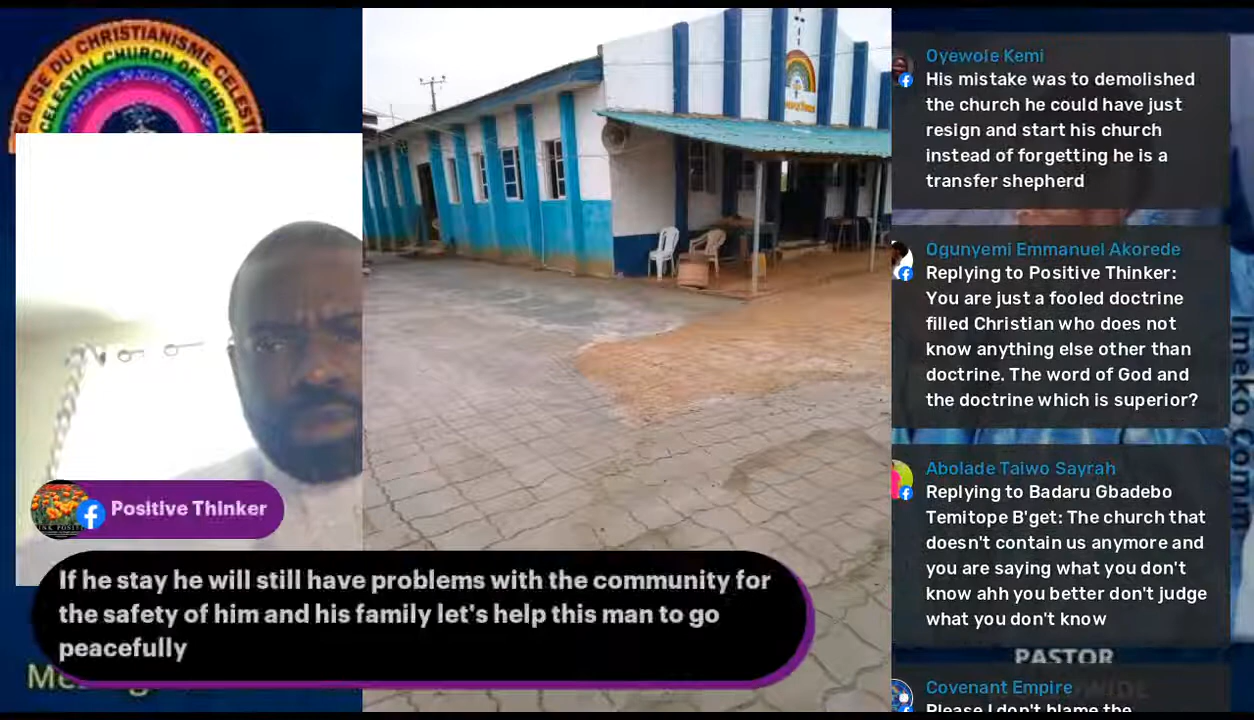 EGLISE DU CHRISTIANISME CELESTE
CELESTIAL CHURCH OF CHRIST
Positive Thinker
If he stay he will still have problems with the community for
the safety of him and his family let's help this man to go
peacefully
Oyewole Kemi
His mistake was to demolished
the church he could have just
resign and start his church
instead of forgetting he is a
transfer shepherd
Ogunyemi Emmanuel Akorede
Replying to Positive Thinker:
You are just a fooled doctrine
filled Christian who does not
know anything else other than
doctrine. The word of God and
the doctrine which is superior?
Abolade Taiwo Sayrah
Replying to Badaru Gbadebo
Temitope B'get: The church that
doesn't contain us anymore and
you are saying what you don't
know ahh you better don't judge
what you don't know
PASTOR
Covenant Empire
Please I don't blame the
Imeko